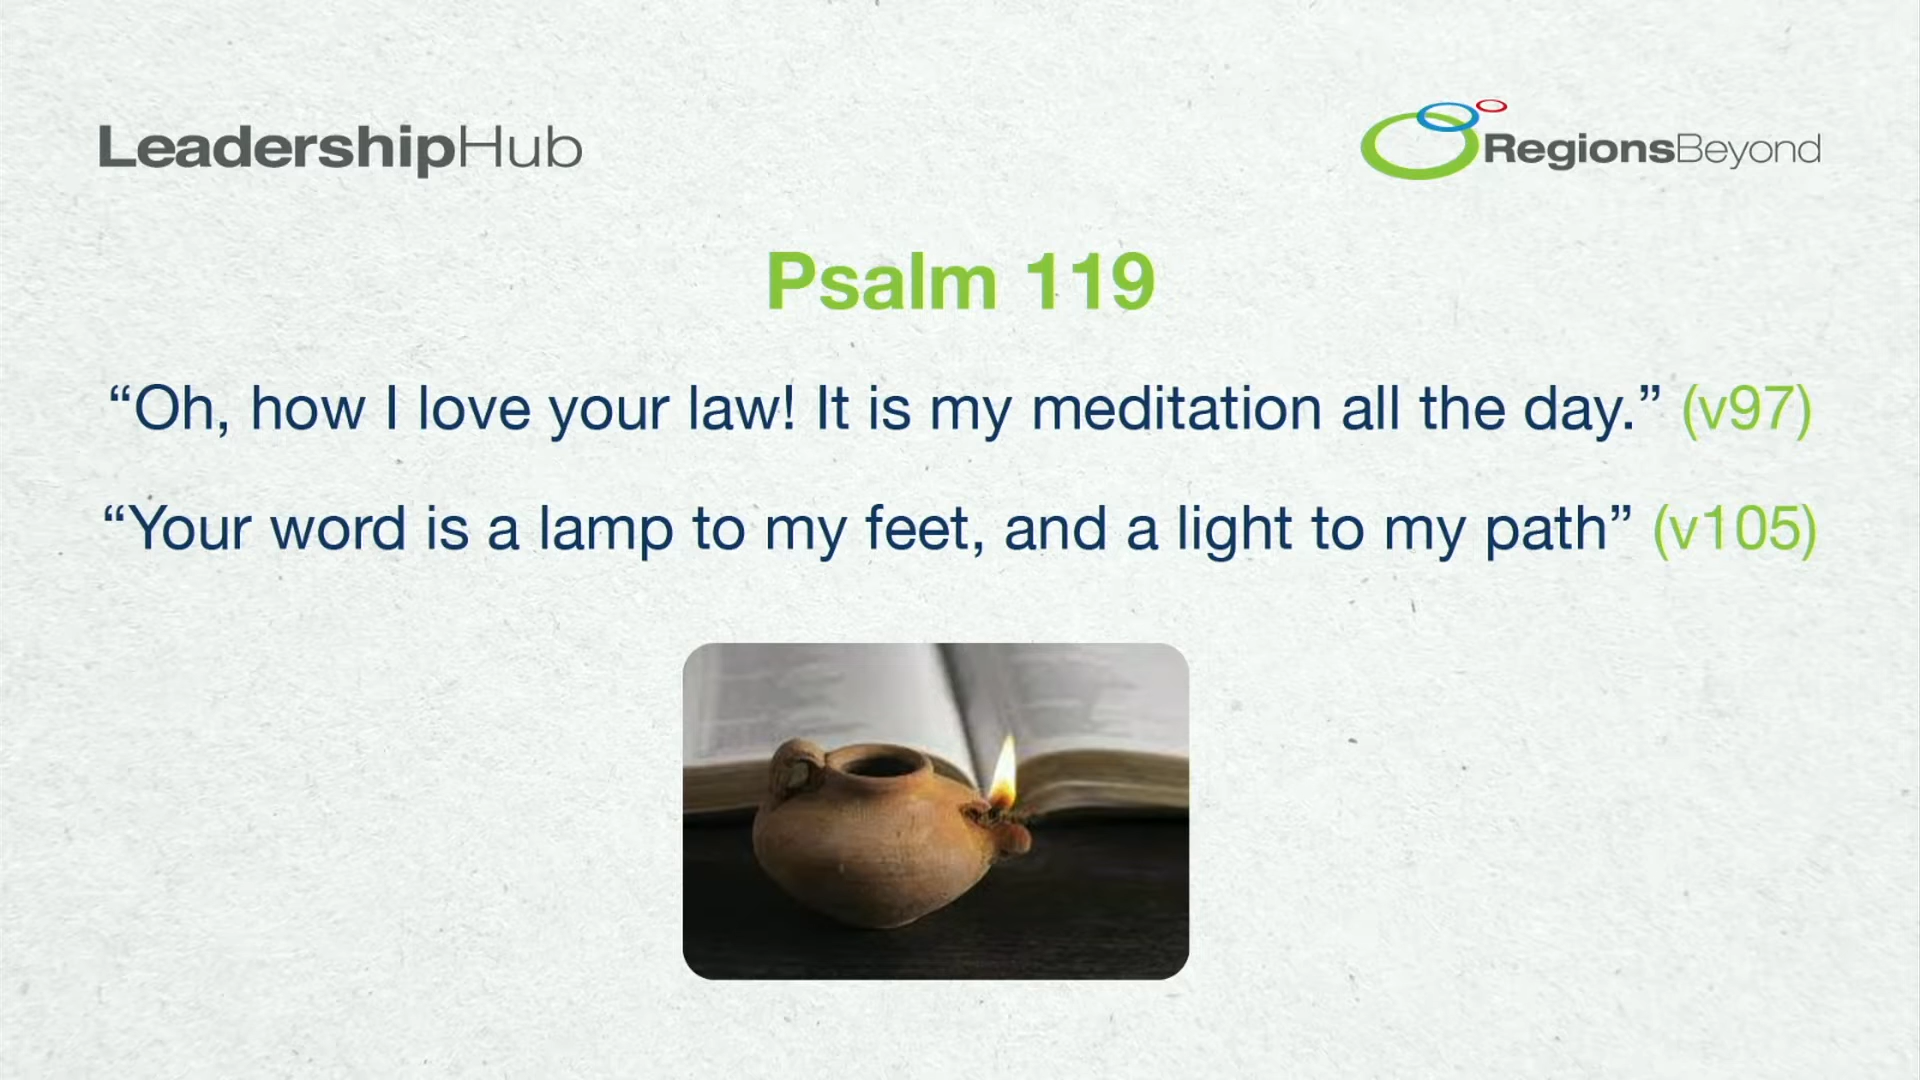 LeadershipHub
RegionsBeyond
Psalm 119
“Oh, how I love your law! It is my meditation all the day.” (v97)
“Your word is a lamp to my feet, and a light to my path” (v105)